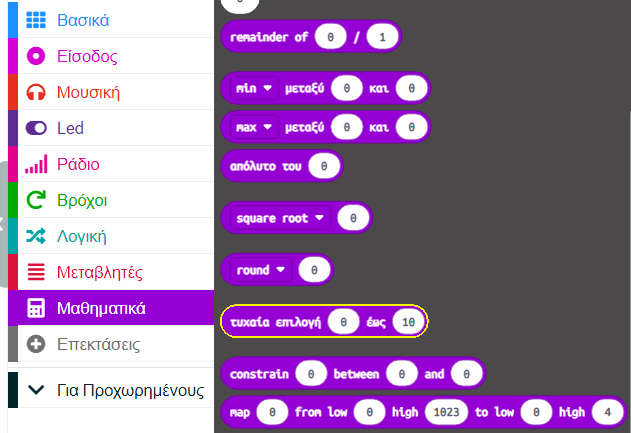 Βασικά
Είσοδος
Μουσική
Led
Ράδιο
Βρόχοι
Λογική
Μεταβλητές
Μαθηματικά
Επεκτάσεις
Για Προχωρημένους
remainder of 0 / 1
min μεταξύ 0 και 0
max μεταξύ 0 και 0
απόλυτο του 0
square root 0
round 0
τυχαία επιλογή 0 έως 10
constrain 0 between 0 and 0
map 0 from low 0 high 1023 to low 0 high 4